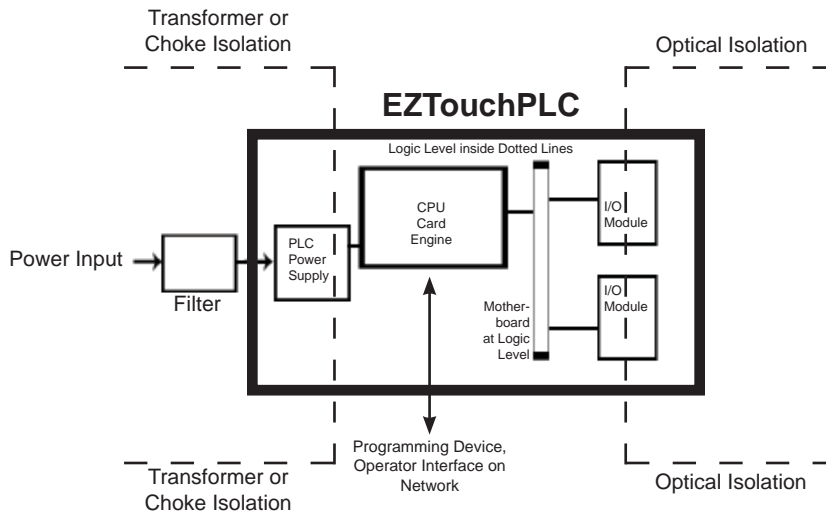 Transformer or
Choke Isolation
Optical Isolation
EZTouchPLC
Logic Level inside Dotted Lines
CPU
Card
Engine
I/O
Module
Power Input
Filter
PLC
Power
Supply
I/O
Module
Mother-
board
at Logic
Level
Programming Device,
Operator Interface on
Network
Transformer or
Choke Isolation
Optical Isolation